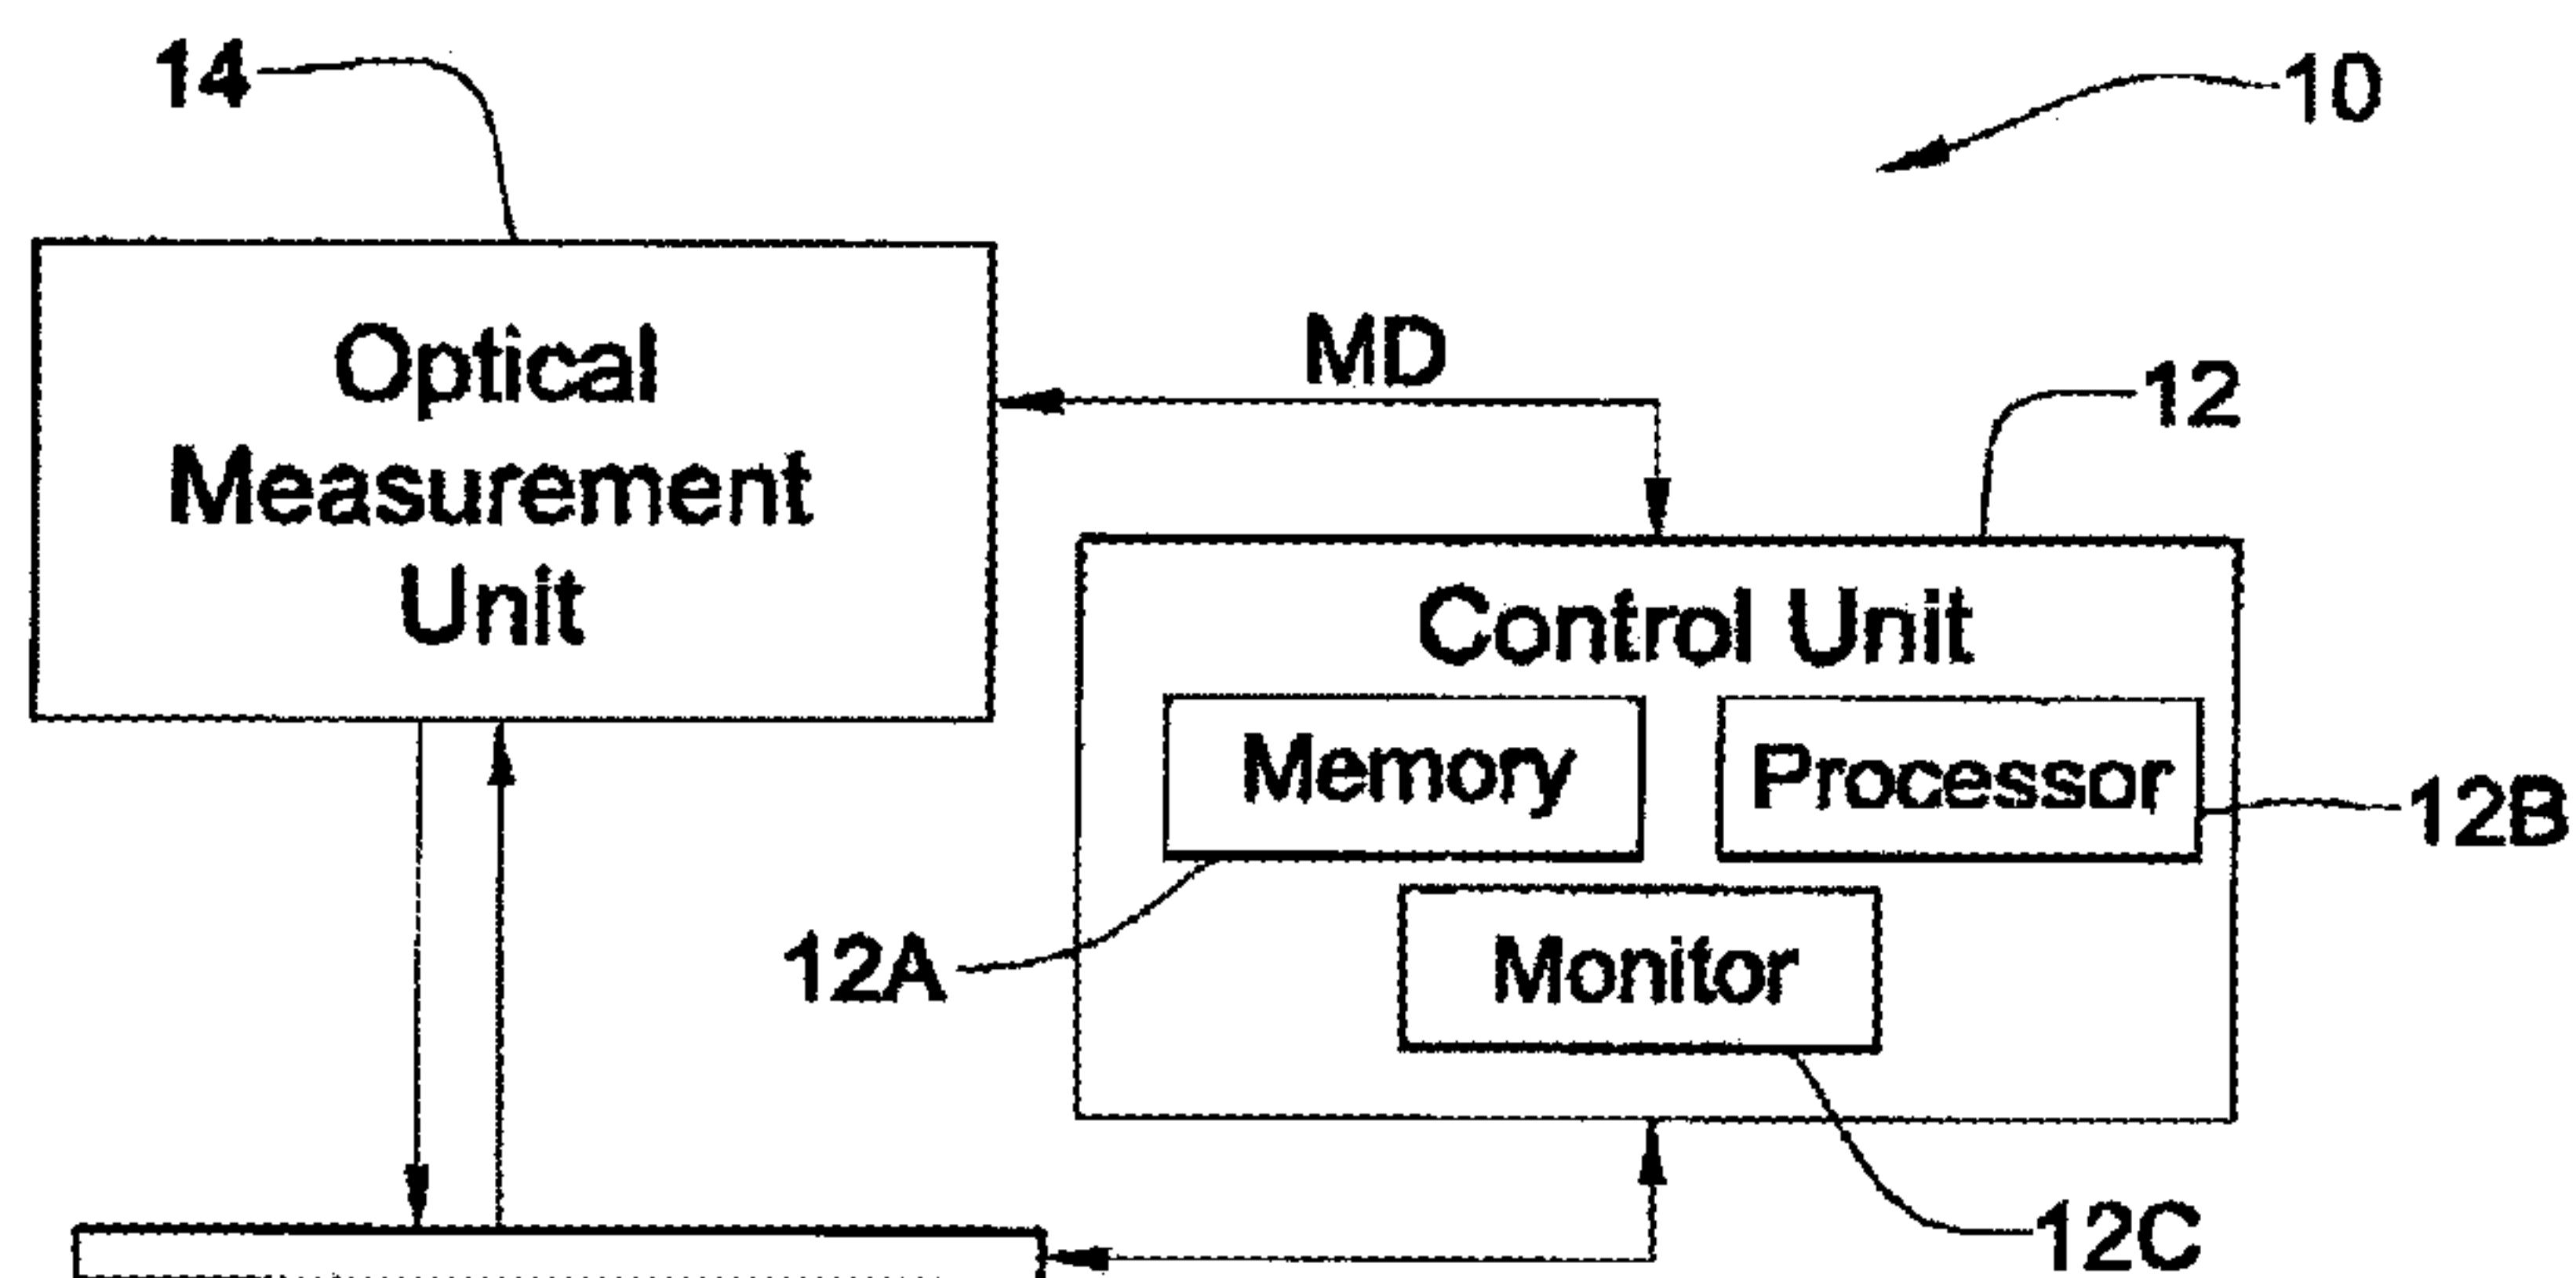 14
10
Optical
Measurement
Unit
MD
12
Control Unit
Memory
Processor
12B
12A
Monitor
12C